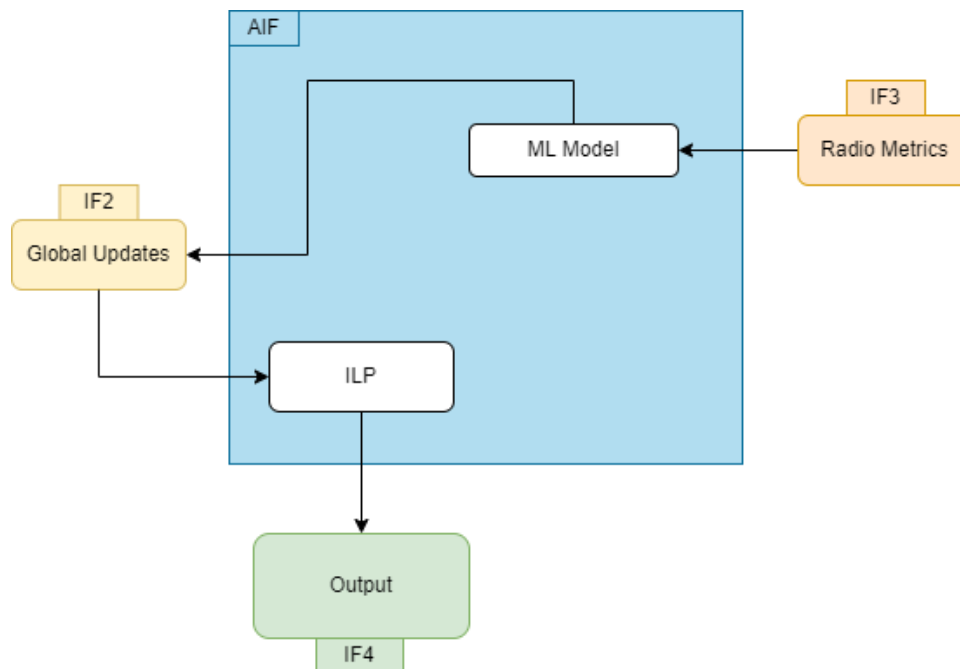 AIF
IF3
ML Model
Radio Metrics
IF2
Global Updates
ILP
Output
IF4